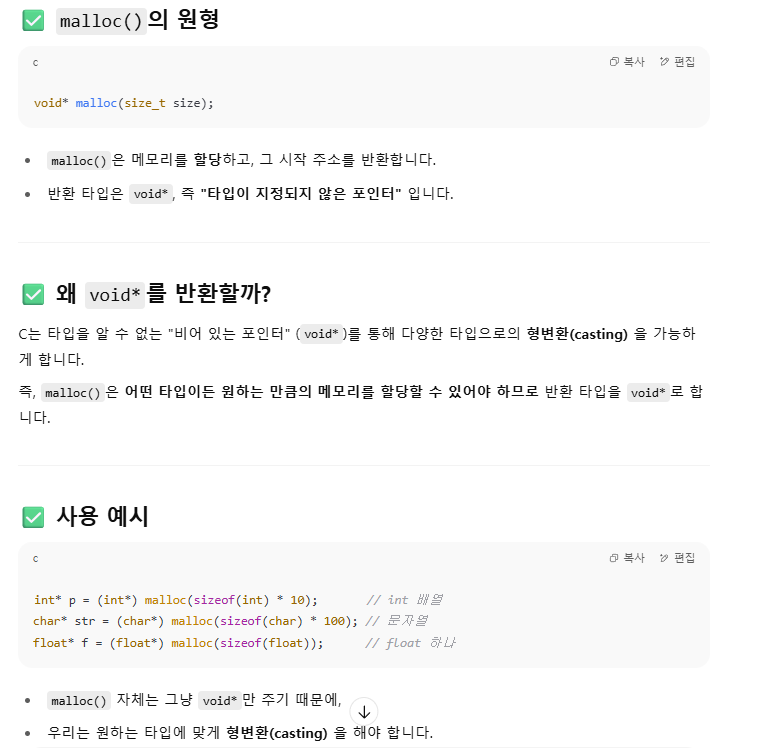 ✅ malloc()의 원형
c 복사 편집
void* malloc(size_t size);
• malloc()은 메모리를 할당하고, 그 시작 주소를 반환합니다.
• 반환 타입은 void*, 즉 "타입이 지정되지 않은 포인터" 입니다.
✅ 왜 void*를 반환할까?
C는 타입을 알 수 없는 "비어 있는 포인터" (void*)를 통해 다양한 타입으로의 형변환(casting) 을 가능하
게 합니다.
즉, malloc()은 어떤 타입이든 원하는 만큼의 메모리를 할당할 수 있어야 하므로 반환 타입을 void*로 합
니다.
✅ 사용 예시
c 복사 편집
int* p = (int*) malloc(sizeof(int) * 10); // int 배열
char* str = (char*) malloc(sizeof(char) * 100); // 문자열
float* f = (float*) malloc(sizeof(float)); // float 하나
• malloc() 자체는 그냥 void*만 주기 때문에,
• 우리는 원하는 타입에 맞게 형변환(casting) 을 해야 합니다.